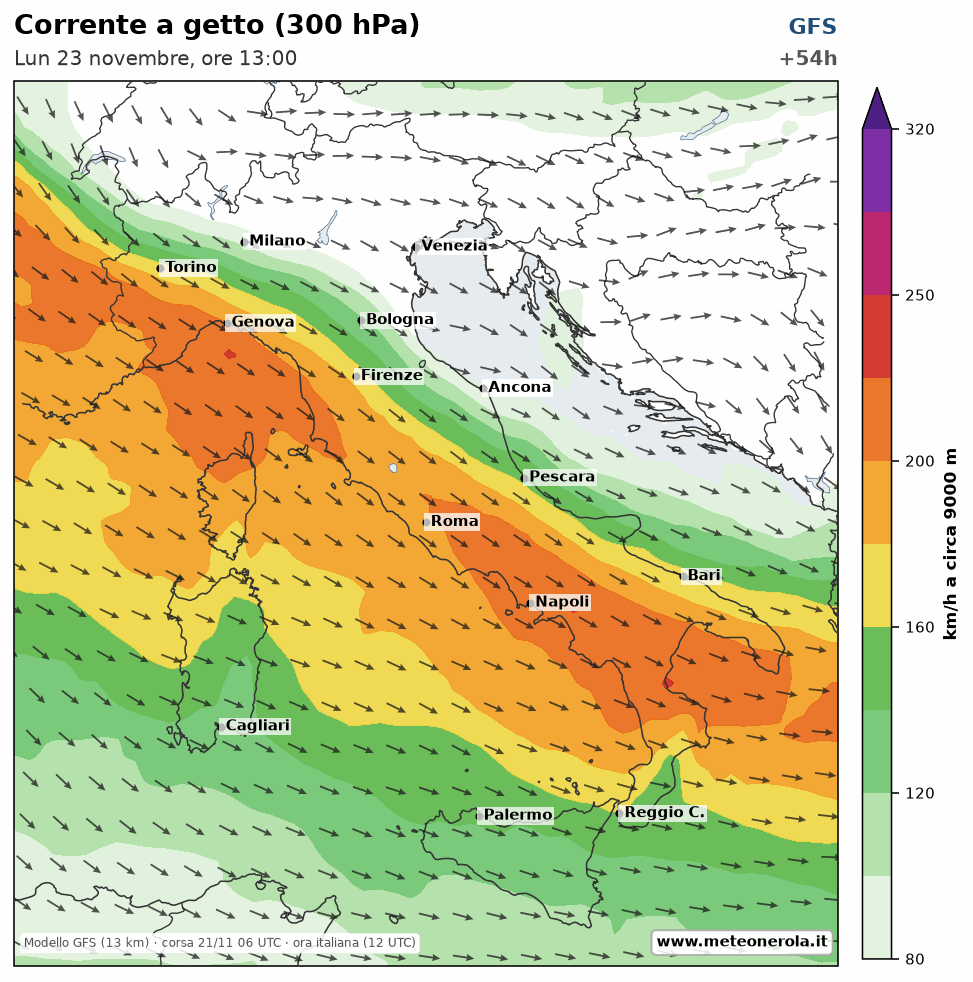 Corrente a getto (300 hPa)
GFS
Lun 23 novembre, ore 13:00
+54h
Milano
Venezia
Torino
Genova
Bologna
Firenze
Ancona
Pescara
Roma
Bari
Napoli
Cagliari
Palermo
Reggio C.
320
250
200
160
120
80
km/h a circa 9000 m
Modello GFS (13 km) · corsa 21/11 06 UTC · ora italiana (12 UTC)
www.meteonerola.it